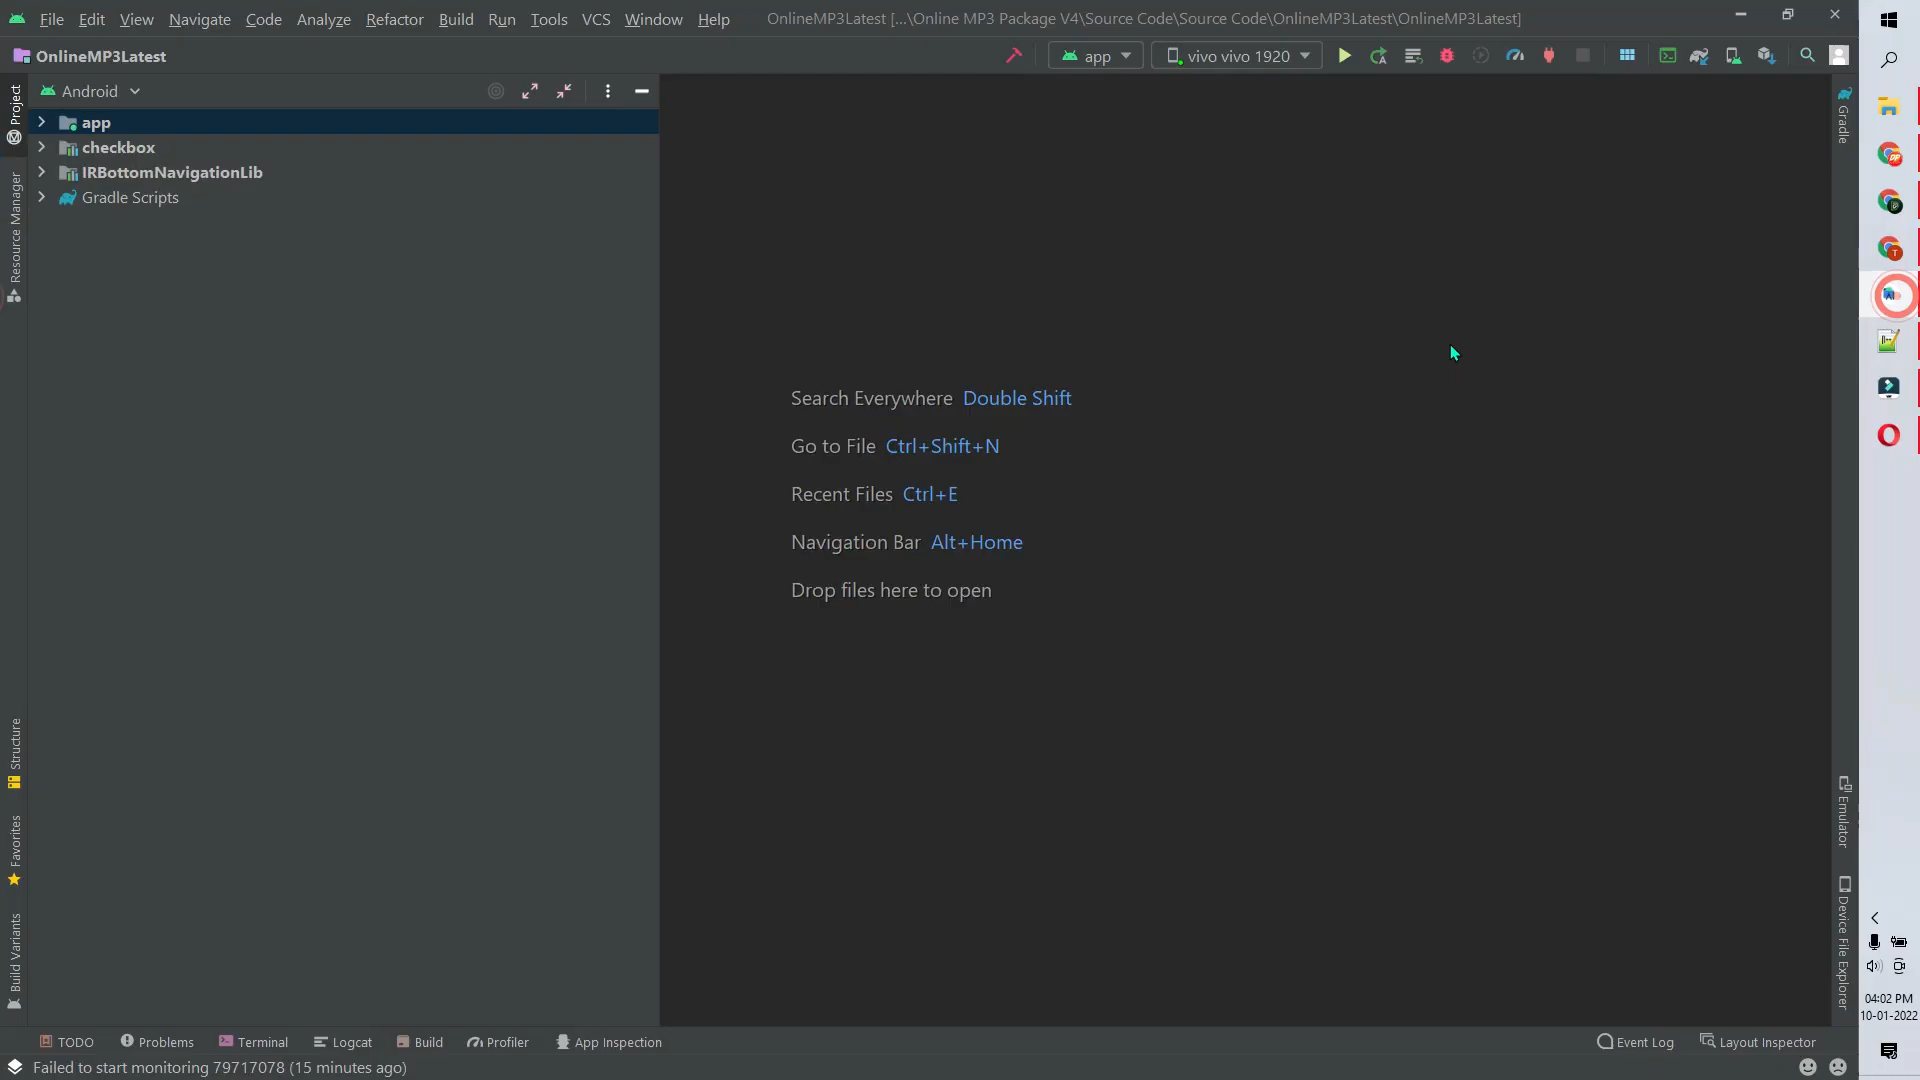 File Edit View Navigate Code Analyze Refactor Build Run Tools VCS Window Help OnlineMP3Latest [...\Online MP3 Package V4\Source Code\Source Code\OnlineMP3Latest\OnlineMP3Latest]
OnlineMP3Latest
app
vivo vivo 1920
Project
Resource Manager
Structure
Favorites
Build Variants
Android
app
checkbox
IRBottomNavigationLib
Gradle Scripts
Search Everywhere Double Shift
Go to File Ctrl+Shift+N
Recent Files Ctrl+E
Navigation Bar Alt+Home
Drop files here to open
Gradle
Emulator
Device File Explorer
04:02 PM
10-01-2022
TODO Problems Terminal Logcat Build Profiler App Inspection Event Log Layout Inspector
Failed to start monitoring 79717078 (15 minutes ago)